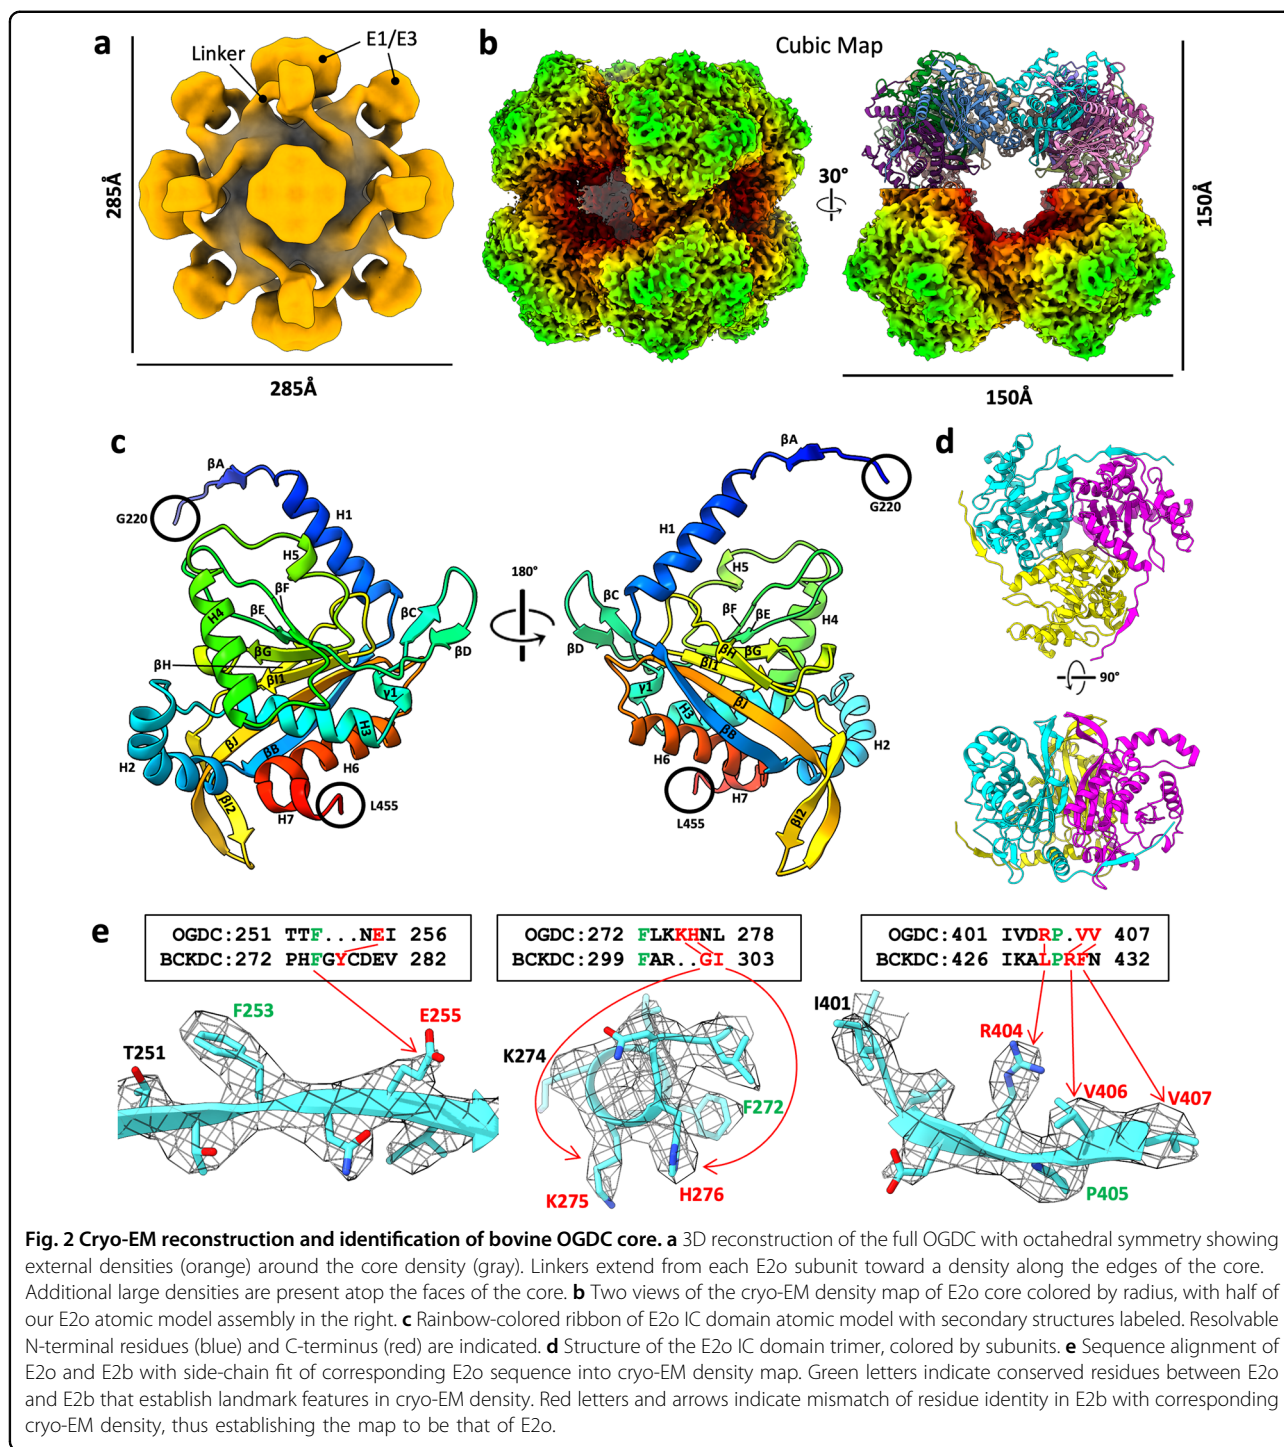 a
Linker
E1/E3
285Å
285Å
b
Cubic Map
30°
150Å
150Å
c
βA
G220
H1
H5
βF
βE
H4
βC
βG
βD
βH
βI1
γ1
H3
βJ
βB
H2
H6
βI2
H7
L455
180°
βA
G220
H1
H5
βC
βF
βE
H4
βD
βH
βG
βI1
γ1
H3
βJ
βB
H2
H6
H7
L455
βI2
d
90°
e
OGDC:251 TTF...NEI 256
BCKDC:272 PHFGYCDEV 282
OGDC:272 FLKKHNL 278
BCKDC:299 FAR..GI 303
OGDC:401 IVDRP.VV 407
BCKDC:426 IKALPRFN 432
F253
E255
T251
K274
F272
K275
H276
I401
R404
V406
V407
P405
Fig. 2 Cryo-EM reconstruction and identification of bovine OGDC core. a 3D reconstruction of the full OGDC with octahedral symmetry showing
external densities (orange) around the core density (gray). Linkers extend from each E2o subunit toward a density along the edges of the core.
Additional large densities are present atop the faces of the core. b Two views of the cryo-EM density map of E2o core colored by radius, with half of
our E2o atomic model assembly in the right. c Rainbow-colored ribbon of E2o IC domain atomic model with secondary structures labeled. Resolvable
N-terminal residues (blue) and C-terminus (red) are indicated. d Structure of the E2o IC domain trimer, colored by subunits. e Sequence alignment of
E2o and E2b with side-chain fit of corresponding E2o sequence into cryo-EM density map. Green letters indicate conserved residues between E2o
and E2b that establish landmark features in cryo-EM density. Red letters and arrows indicate mismatch of residue identity in E2b with corresponding
cryo-EM density, thus establishing the map to be that of E2o.